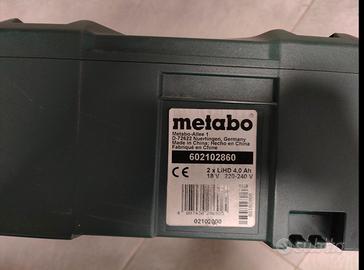 metabo
Metabo-Allee 1
D-72622 Nuertingen, Germany
Made in China; Hecho en China
Fabriqué en Chine
602102860
CE
2 x LiHD 4.0 Ah
18 V 220-240 V
02102000
subito